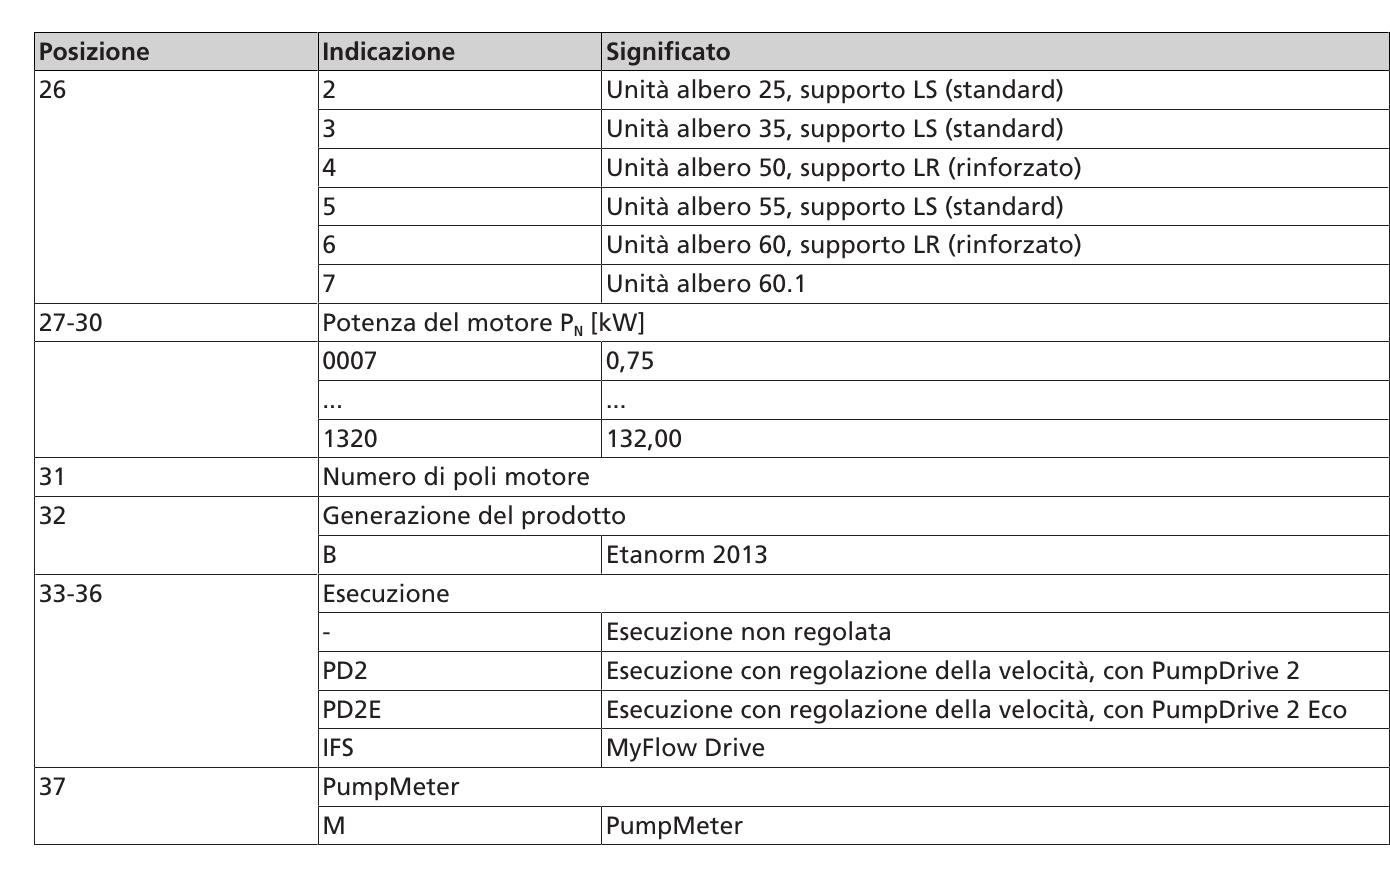 Posizione Indicazione Significato
26 2 Unità albero 25, supporto LS (standard)
3 Unità albero 35, supporto LS (standard)
4 Unità albero 50, supporto LR (rinforzato)
5 Unità albero 55, supporto LS (standard)
6 Unità albero 60, supporto LR (rinforzato)
7 Unità albero 60.1
27-30 Potenza del motore PN [kW]
0007 0,75
... ...
1320 132,00
31 Numero di poli motore
32 Generazione del prodotto
B Etanorm 2013
33-36 Esecuzione
- Esecuzione non regolata
PD2 Esecuzione con regolazione della velocità, con PumpDrive 2
PD2E Esecuzione con regolazione della velocità, con PumpDrive 2 Eco
IFS MyFlow Drive
37 PumpMeter
M PumpMeter